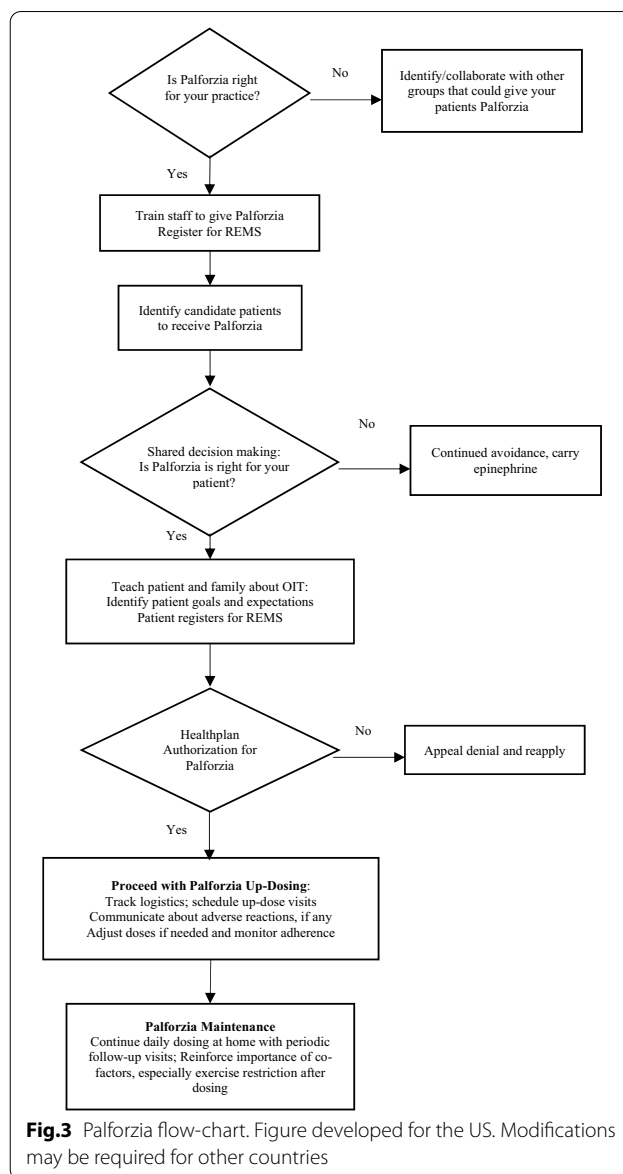 Is Palforzia right
for your practice?
No
Identify/collaborate with other
groups that could give your
patients Palforzia
Yes
Train staff to give Palforzia
Register for REMS
Identify candidate patients
to receive Palforzia
Shared decision making:
Is Palforzia is right for your
patient?
No
Continued avoidance, carry
epinephrine
Yes
Teach patient and family about OIT:
Identify patient goals and expectations
Patient registers for REMS
Healthplan
Authorization for
Palforzia
No
Appeal denial and reapply
Yes
Proceed with Palforzia Up-Dosing:
Track logistics; schedule up-dose visits
Communicate about adverse reactions, if any
Adjust doses if needed and monitor adherence
Palforzia Maintenance
Continue daily dosing at home with periodic
follow-up visits; Reinforce importance of co-
factors, especially exercise restriction after
dosing
Fig.3 Palforzia flow-chart. Figure developed for the US. Modifications
may be required for other countries